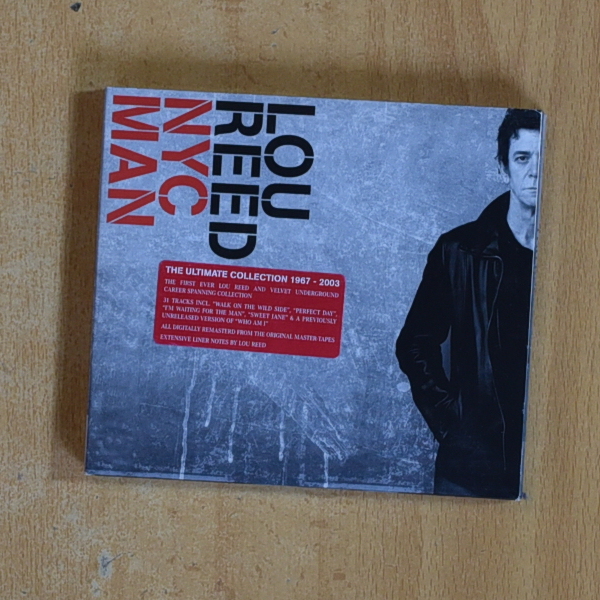 LOU
REED
NYC
MAN
THE ULTIMATE COLLECTION 1967 - 2003
THE FIRST EVER LOU REED AND VELVET UNDERGROUND
CAREER SPANNING COLLECTION
31 TRACKS INCL. "WALK ON THE WILD SIDE", "PERFECT DAY",
"I'M WAITING FOR THE MAN", "SWEET JANE" & A PREVIOUSLY
UNRELEASED VERSION OF "WHO AM I"
ALL DIGITALLY REMASTERD FROM THE ORIGINAL MASTER TAPES
EXTENSIVE LINER NOTES BY LOU REED